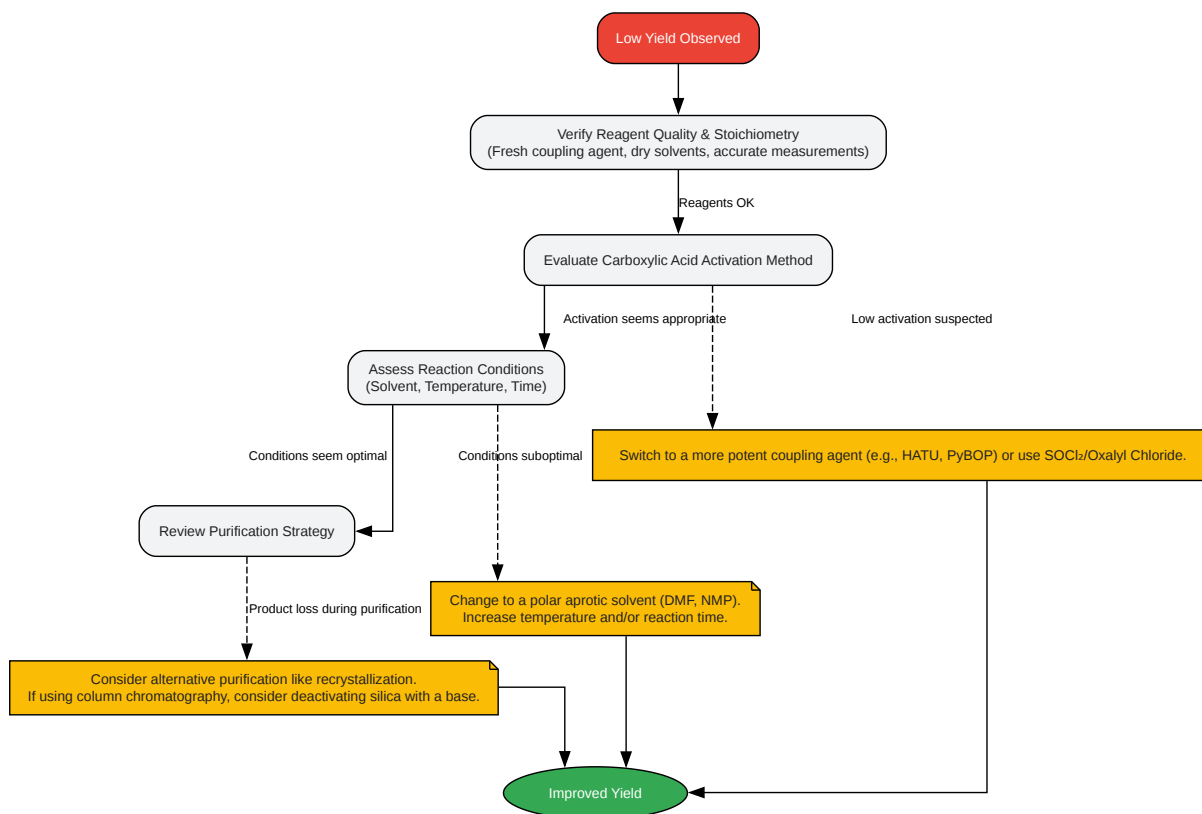 Low Yield Observed
Verify Reagent Quality & Stoichiometry
(Fresh coupling agent, dry solvents, accurate measurements)
Reagents OK
Evaluate Carboxylic Acid Activation Method
Activation seems appropriate
Low activation suspected
Assess Reaction Conditions
(Solvent, Temperature, Time)
Conditions seem optimal
Conditions suboptimal
Switch to a more potent coupling agent (e.g., HATU, PyBOP) or use SOCl₂/Oxalyl Chloride.
Review Purification Strategy
Product loss during purification
Change to a polar aprotic solvent (DMF, NMP).
Increase temperature and/or reaction time.
Consider alternative purification like recrystallization.
If using column chromatography, consider deactivating silica with a base.
Improved Yield